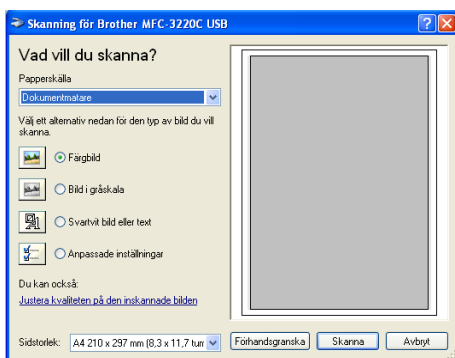 Skanning för Brother MFC-3220C USB
Vad vill du skanna?
Papperskälla
Dokumentmatare
Välj ett alternativ nedan för den typ av bild du vill
skanna.
Färgbild
Bild i gråskala
Svartvit bild eller text
Anpassade inställningar
Du kan också:
Justera kvaliteten på den inskannade bilden
Sidstorlek: A4 210 x 297 mm (8,3 x 11,7 tum
Förhandsgranska Skanna Avbryt